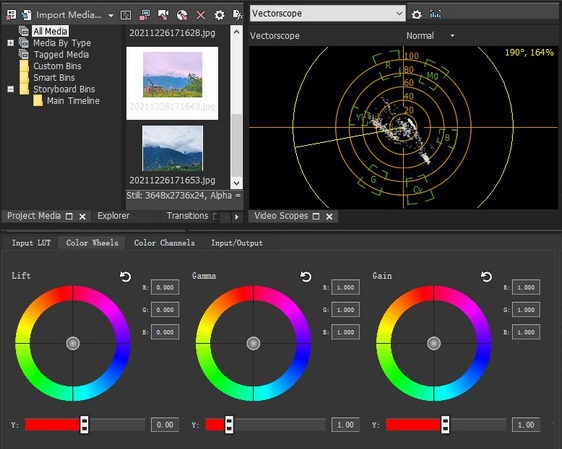 Import Media...
All Media
Media By Type
Tagged Media
Custom Bins
Smart Bins
Storyboard Bins
Main Timeline
20211226171628.jpg
20211226171643.jpg
20211226171653.jpg
Still: 3648x2736x24, Alpha =
Project Media
Explorer
Transitions
Vectorscope
Vectorscope
Normal
190°, 164%
100
80
60
40
20
R
Mg
B
Cy
G
Y
Video Scopes
Input LUT
Color Wheels
Color Channels
Input/Output
Lift
R: 0.000
G: 0.000
B: 0.000
Y: 0.00
Gamma
R: 1.000
G: 1.000
B: 1.000
Y: 1.00
Gain
R: 1.000
G: 1.000
B: 1.000
Y: 1.00